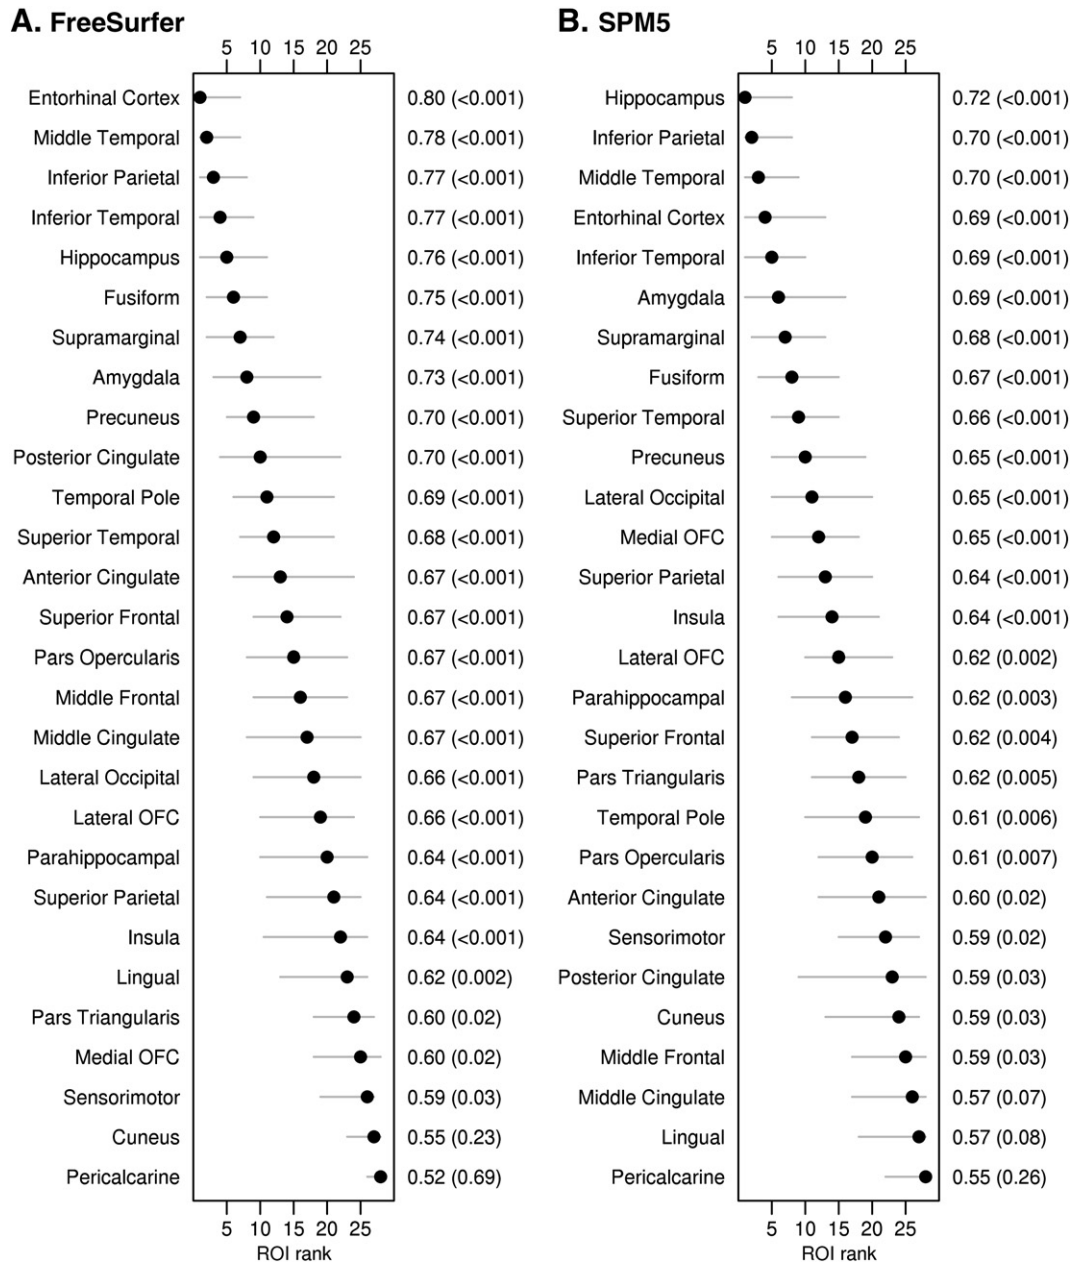 A. FreeSurfer
5 10 15 20 25
Entorhinal Cortex 0.80 (<0.001)
Middle Temporal 0.78 (<0.001)
Inferior Parietal 0.77 (<0.001)
Inferior Temporal 0.77 (<0.001)
Hippocampus 0.76 (<0.001)
Fusiform 0.75 (<0.001)
Supramarginal 0.74 (<0.001)
Amygdala 0.73 (<0.001)
Precuneus 0.70 (<0.001)
Posterior Cingulate 0.70 (<0.001)
Temporal Pole 0.69 (<0.001)
Superior Temporal 0.68 (<0.001)
Anterior Cingulate 0.67 (<0.001)
Superior Frontal 0.67 (<0.001)
Pars Opercularis 0.67 (<0.001)
Middle Frontal 0.67 (<0.001)
Middle Cingulate 0.67 (<0.001)
Lateral Occipital 0.66 (<0.001)
Lateral OFC 0.66 (<0.001)
Parahippocampal 0.64 (<0.001)
Superior Parietal 0.64 (<0.001)
Insula 0.64 (<0.001)
Lingual 0.62 (0.002)
Pars Triangularis 0.60 (0.02)
Medial OFC 0.60 (0.02)
Sensorimotor 0.59 (0.03)
Cuneus 0.55 (0.23)
Pericalcarine 0.52 (0.69)
5 10 15 20 25
ROI rank
B. SPM5
5 10 15 20 25
Hippocampus 0.72 (<0.001)
Inferior Parietal 0.70 (<0.001)
Middle Temporal 0.70 (<0.001)
Entorhinal Cortex 0.69 (<0.001)
Inferior Temporal 0.69 (<0.001)
Amygdala 0.69 (<0.001)
Supramarginal 0.68 (<0.001)
Fusiform 0.67 (<0.001)
Superior Temporal 0.66 (<0.001)
Precuneus 0.65 (<0.001)
Lateral Occipital 0.65 (<0.001)
Medial OFC 0.65 (<0.001)
Superior Parietal 0.64 (<0.001)
Insula 0.64 (<0.001)
Lateral OFC 0.62 (0.002)
Parahippocampal 0.62 (0.003)
Superior Frontal 0.62 (0.004)
Pars Triangularis 0.62 (0.005)
Temporal Pole 0.61 (0.006)
Pars Opercularis 0.61 (0.007)
Anterior Cingulate 0.60 (0.02)
Sensorimotor 0.59 (0.02)
Posterior Cingulate 0.59 (0.03)
Cuneus 0.59 (0.03)
Middle Frontal 0.59 (0.03)
Middle Cingulate 0.57 (0.07)
Lingual 0.57 (0.08)
Pericalcarine 0.55 (0.26)
5 10 15 20 25
ROI rank